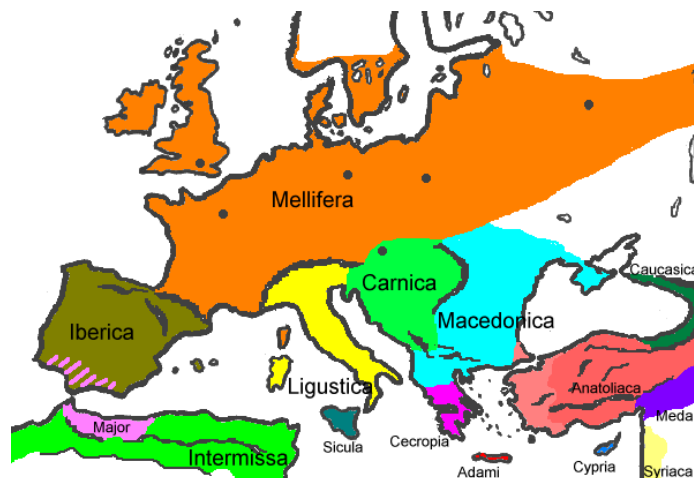 Mellifera
Caucasica
Carnica
Macedonica
Iberica
Ligustica
Anatoliaca
Meda
Major
Sicula
Cecropia
Intermissa
Adami
Cypria
Syriaca